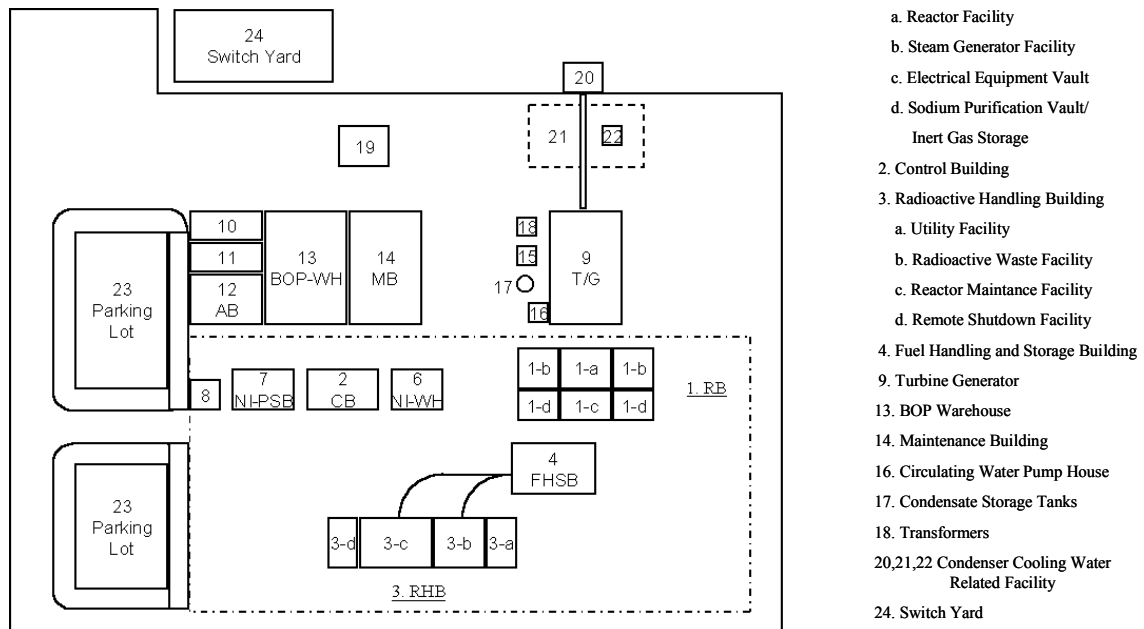 24
Switch Yard
20
21
22
19
10
11
12
AB
13
BOP-WH
14
MB
18
15
17
16
9
T/G
23
Parking
Lot
8
7
NI-PSB
2
CB
6
NI-WH
1-b
1-a
1-b
1-d
1-c
1-d
1. RB
4
FHSB
23
Parking
Lot
3-d
3-c
3-b
3-a
3. RHB
a. Reactor Facility
b. Steam Generator Facility
c. Electrical Equipment Vault
d. Sodium Purification Vault/
Inert Gas Storage
2. Control Building
3. Radioactive Handling Building
a. Utility Facility
b. Radioactive Waste Facility
c. Reactor Maintance Facility
d. Remote Shutdown Facility
4. Fuel Handling and Storage Building
9. Turbine Generator
13. BOP Warehouse
14. Maintenance Building
16. Circulating Water Pump House
17. Condensate Storage Tanks
18. Transformers
20,21,22 Condenser Cooling Water
Related Facility
24. Switch Yard